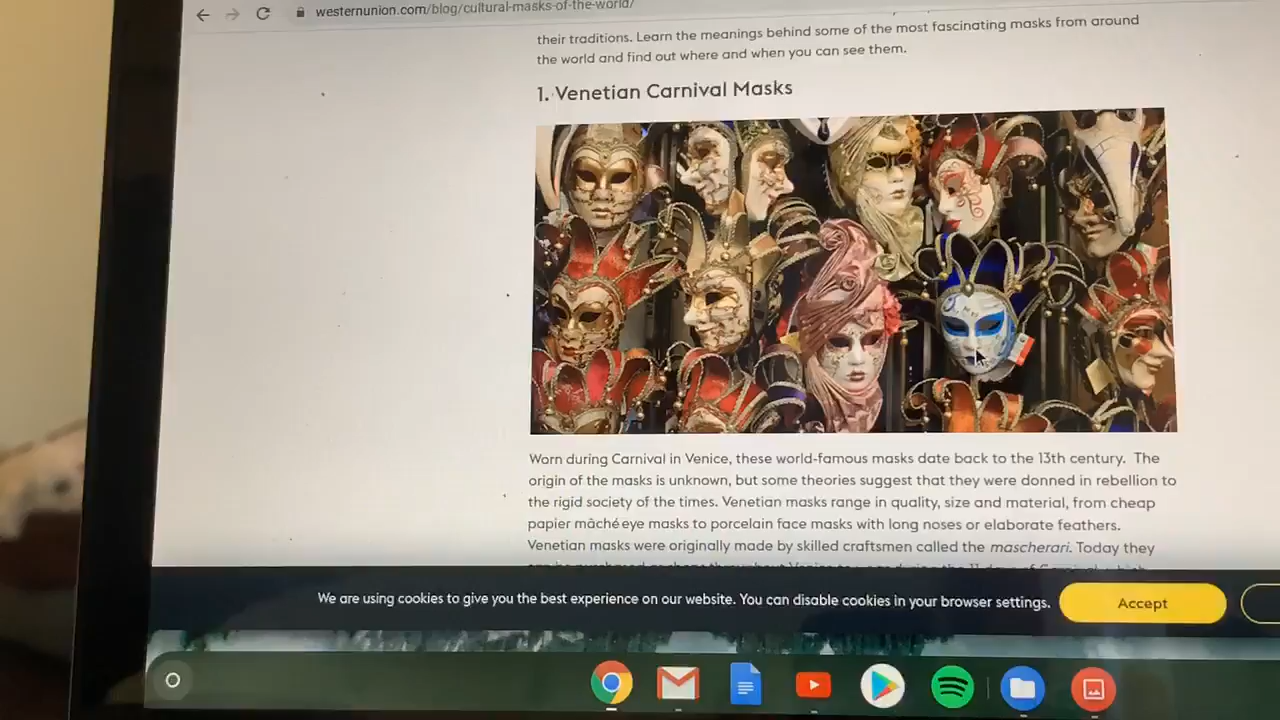 westernunion.com/blog/cultural-masks-of-the-world/
their traditions. Learn the meanings behind some of the most fascinating masks from around
the world and find out where and when you can see them.
1. Venetian Carnival Masks
Worn during Carnival in Venice, these world-famous masks date back to the 13th century. The
origin of the masks is unknown, but some theories suggest that they were donned in rebellion to
the rigid society of the times. Venetian masks range in quality, size and material, from cheap
papier mâché eye masks to porcelain face masks with long noses or elaborate feathers.
Venetian masks were originally made by skilled craftsmen called the mascherari. Today they
We are using cookies to give you the best experience on our website. You can disable cookies in your browser settings.
Accept